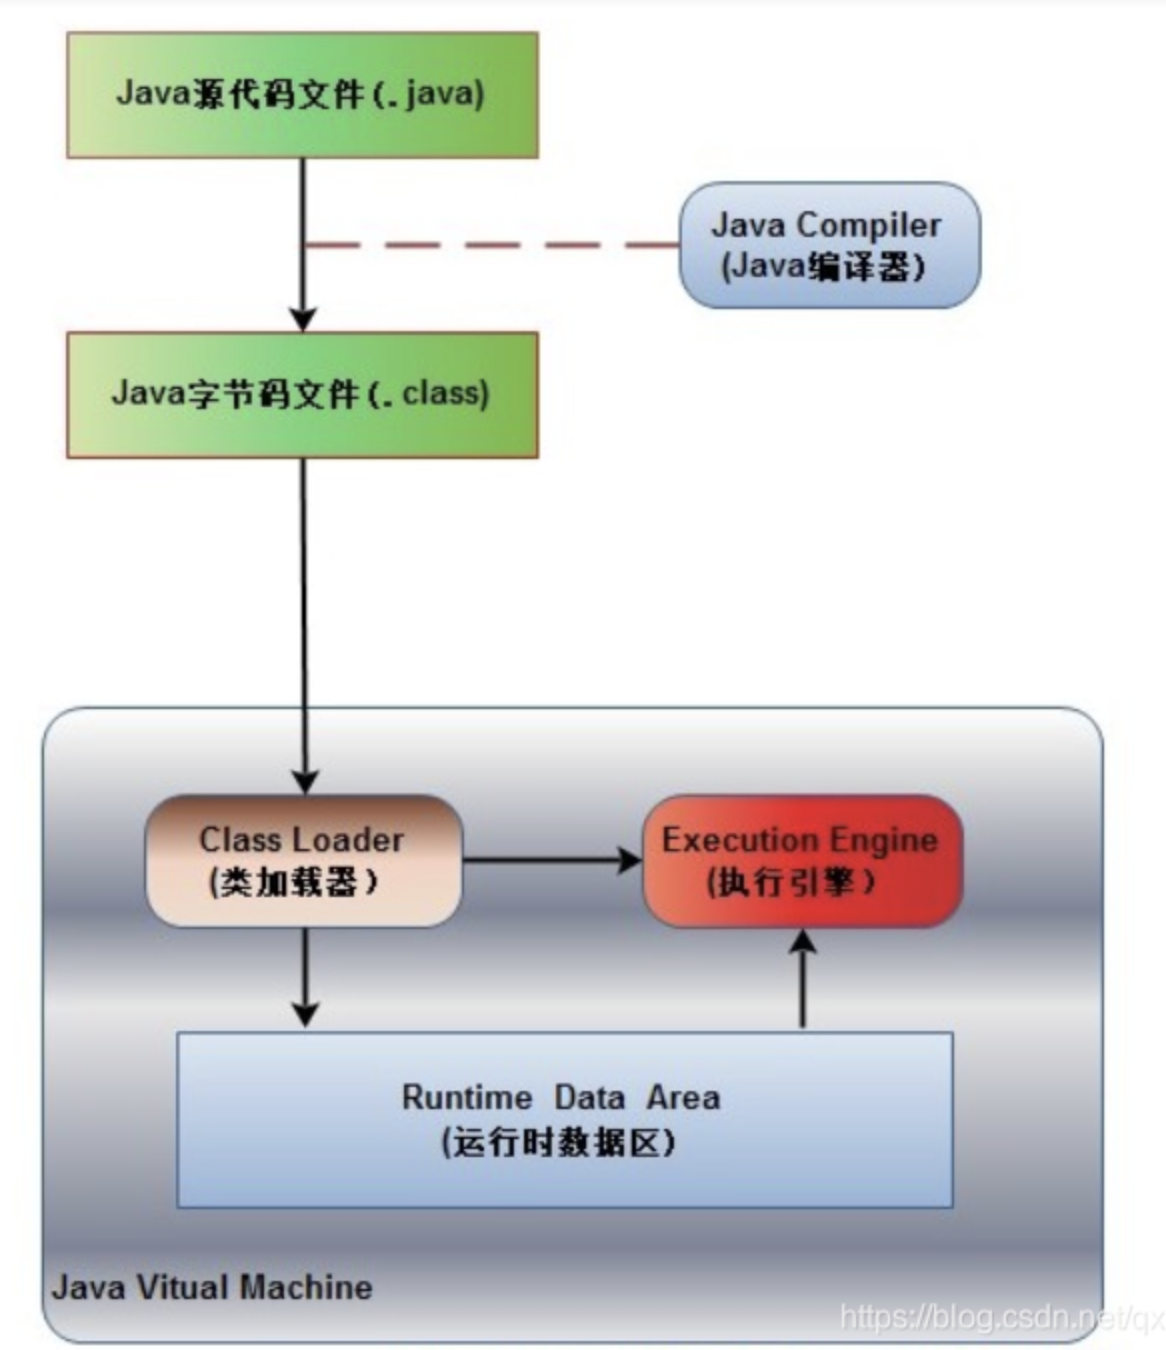 Java源代码文件(.java)
Java Compiler
(Java编译器)
Java字节码文件(.class)
Class Loader
(类加载器)
Execution Engine
(执行引擎)
Runtime Data Area
(运行时数据区)
Java Vitual Machine
https://blog.csdn.net/qx